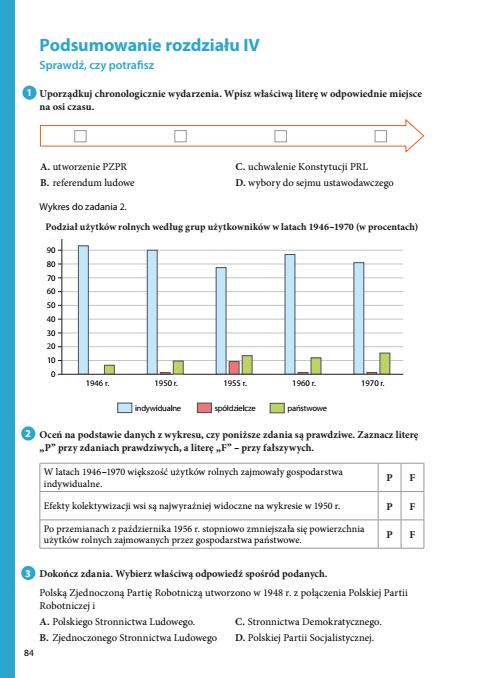 Podsumowanie rozdziału IV
Sprawdź, czy potrafisz
1 Uporządkuj chronologicznie wydarzenia. Wpisz właściwą literę w odpowiednie miejsce
na osi czasu.
A. utworzenie PZPR
C. uchwalenie Konstytucji PRL
B. referendum ludowe
D. wybory do sejmu ustawodawczego
Wykres do zadania 2.
Podział użytków rolnych według grup użytkowników w latach 1946–1970 (w procentach)
90
80
70
60
50
40
30
20
10
0
1946 r. 1950 r. 1955 r. 1960 r. 1970 r.
indywidualne spółdzielcze państwowe
2 Oceń na podstawie danych z wykresu, czy poniższe zdania są prawdziwe. Zaznacz literę
„P” przy zdaniach prawdziwych, a literę „F” – przy fałszywych.
W latach 1946–1970 większość użytków rolnych zajmowały gospodarstwa
indywidualne.
P F
Efekty kolektywizacji wsi są najwyraźniej widoczne na wykresie w 1950 r.
P F
Po przemianach z października 1956 r. stopniowo zmniejszała się powierzchnia
użytków rolnych zajmowanych przez gospodarstwa państwowe.
P F
3 Dokończ zdania. Wybierz właściwą odpowiedź spośród podanych.
Polską Zjednoczoną Partię Robotniczą utworzono w 1948 r. z połączenia Polskiej Partii
Robotniczej i
A. Polskiego Stronnictwa Ludowego.
C. Stronnictwa Demokratycznego.
B. Zjednoczonego Stronnictwa Ludowego
D. Polskiej Partii Socjalistycznej.
84